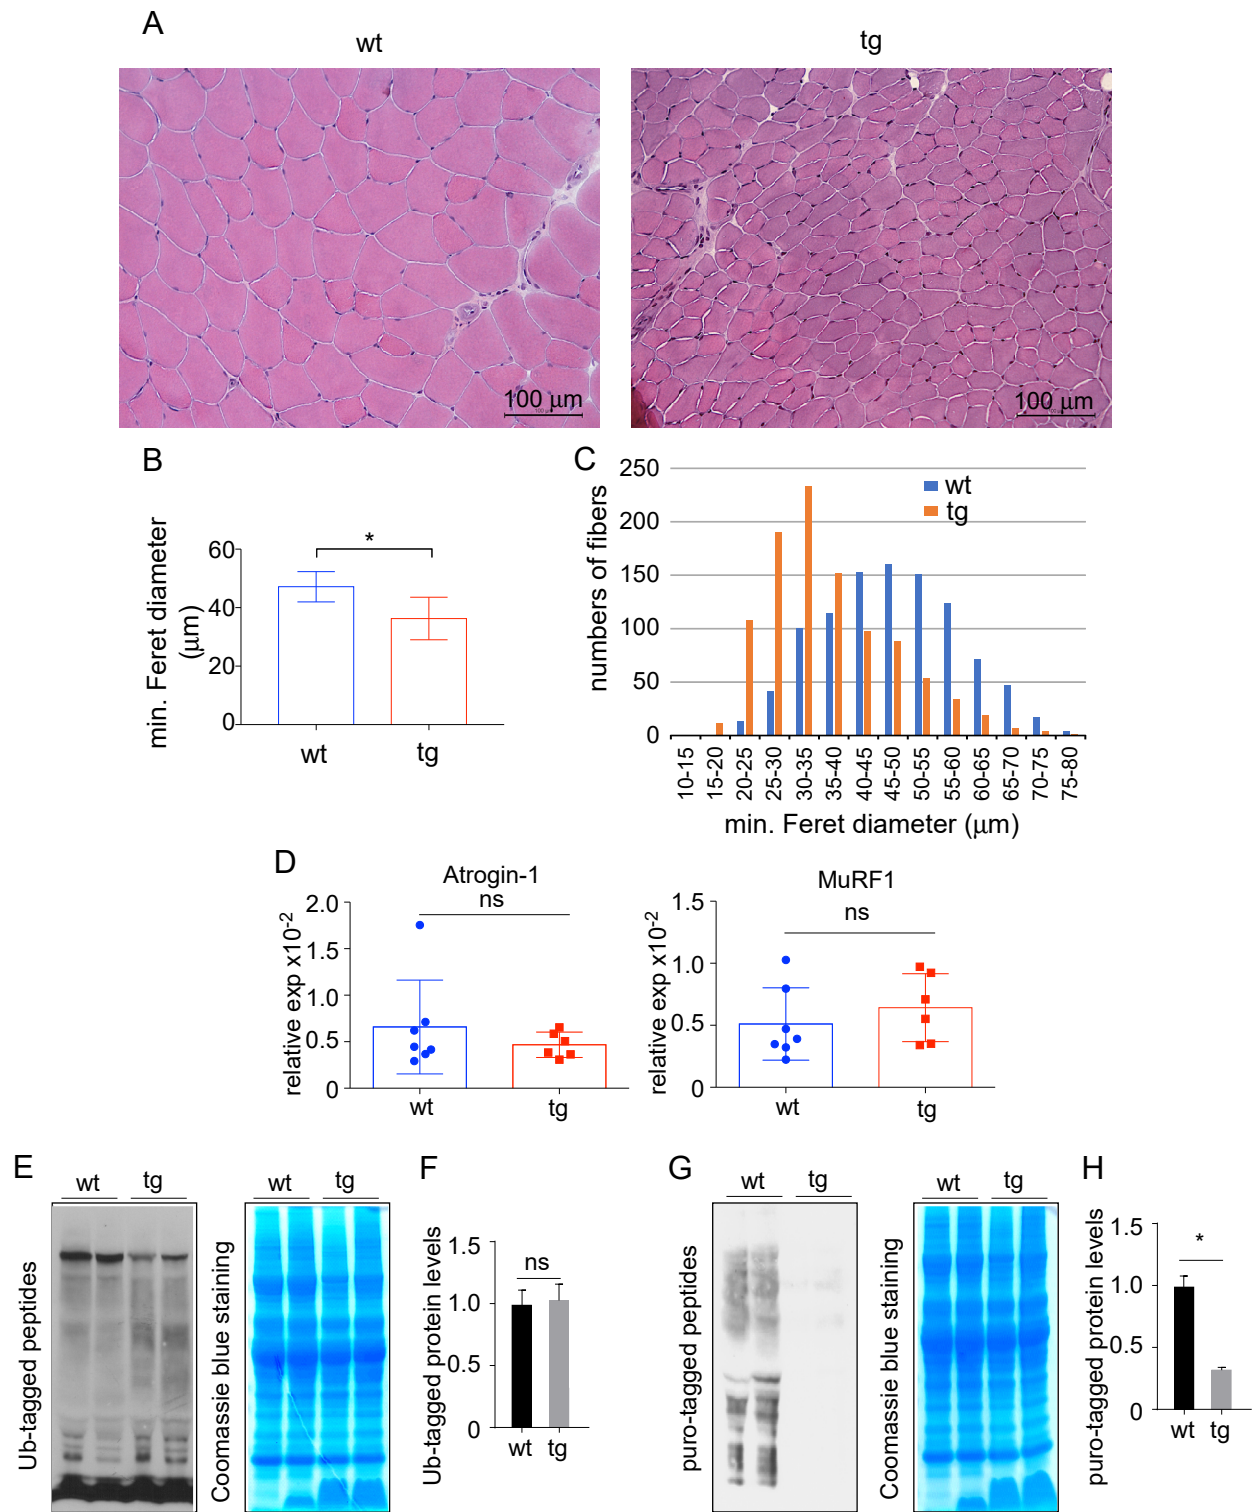 A
wt
tg
100 µm
100 µm
B
min. Feret diameter
(µm)
60
40
20
0
*
wt
tg
C
numbers of fibers
250
200
150
100
50
0
wt
tg
10-15
15-20
20-25
25-30
30-35
35-40
40-45
45-50
50-55
55-60
60-65
65-70
70-75
75-80
min. Feret diameter (µm)
D
Atrogin-1
ns
relative exp x10⁻²
2.0
1.5
1.0
0.5
0
wt
tg
MuRF1
ns
relative exp x10⁻²
1.5
1.0
0.5
0
wt
tg
E
wt
tg
Ub-tagged peptides
wt
tg
Coomassie blue staining
F
Ub-tagged protein levels
1.5
1.0
0.5
0
ns
wt
tg
G
wt
tg
puro-tagged peptides
wt
tg
Coomassie blue staining
H
puro-tagged protein levels
1.5
1.0
0.5
0
*
wt
tg